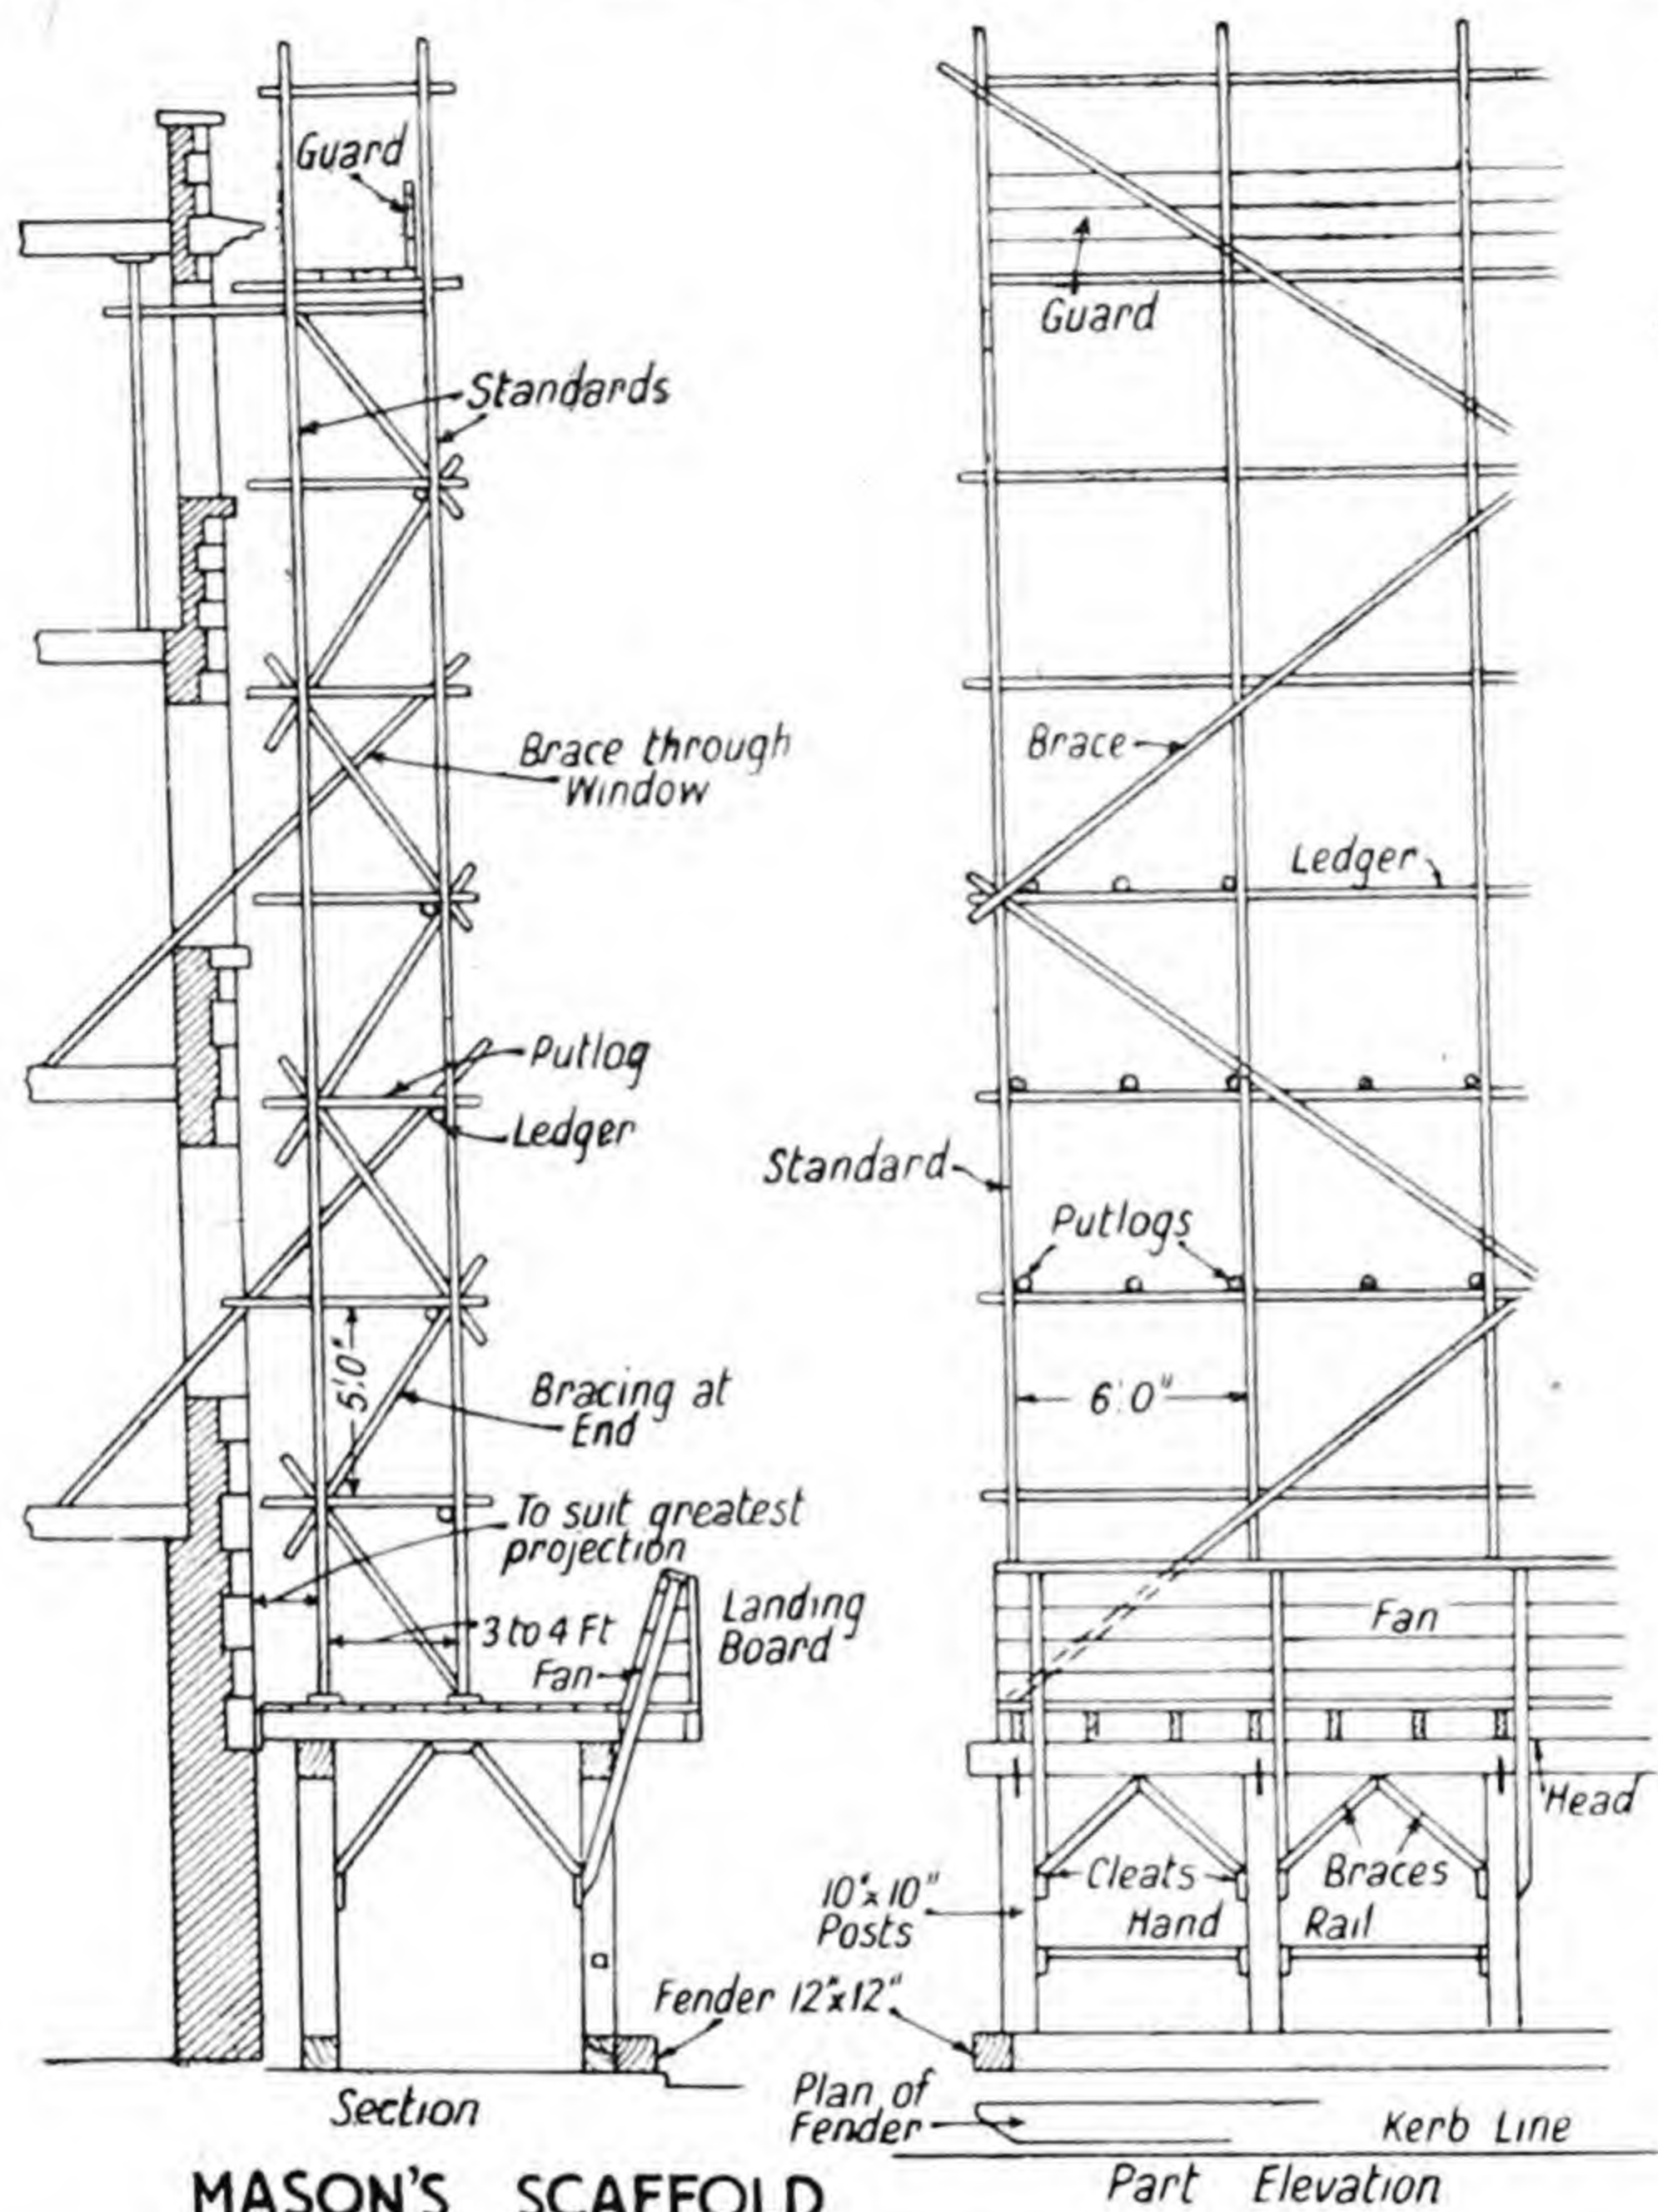 Guard
Standards
Brace through
Window
Putlog
Ledger
5'.0"
Bracing at
End
To suit greatest
projection
3 to 4 Ft
Fan
Landing
Board
Fender 12"x12"
Section
MASON'S SCAFFOLD
Guard
Brace
Ledger
Standard
Putlogs
6'.0"
Fan
Head
10"x10"
Posts
Cleats
Braces
Hand Rail
Plan of
Fender
Kerb Line
Part Elevation